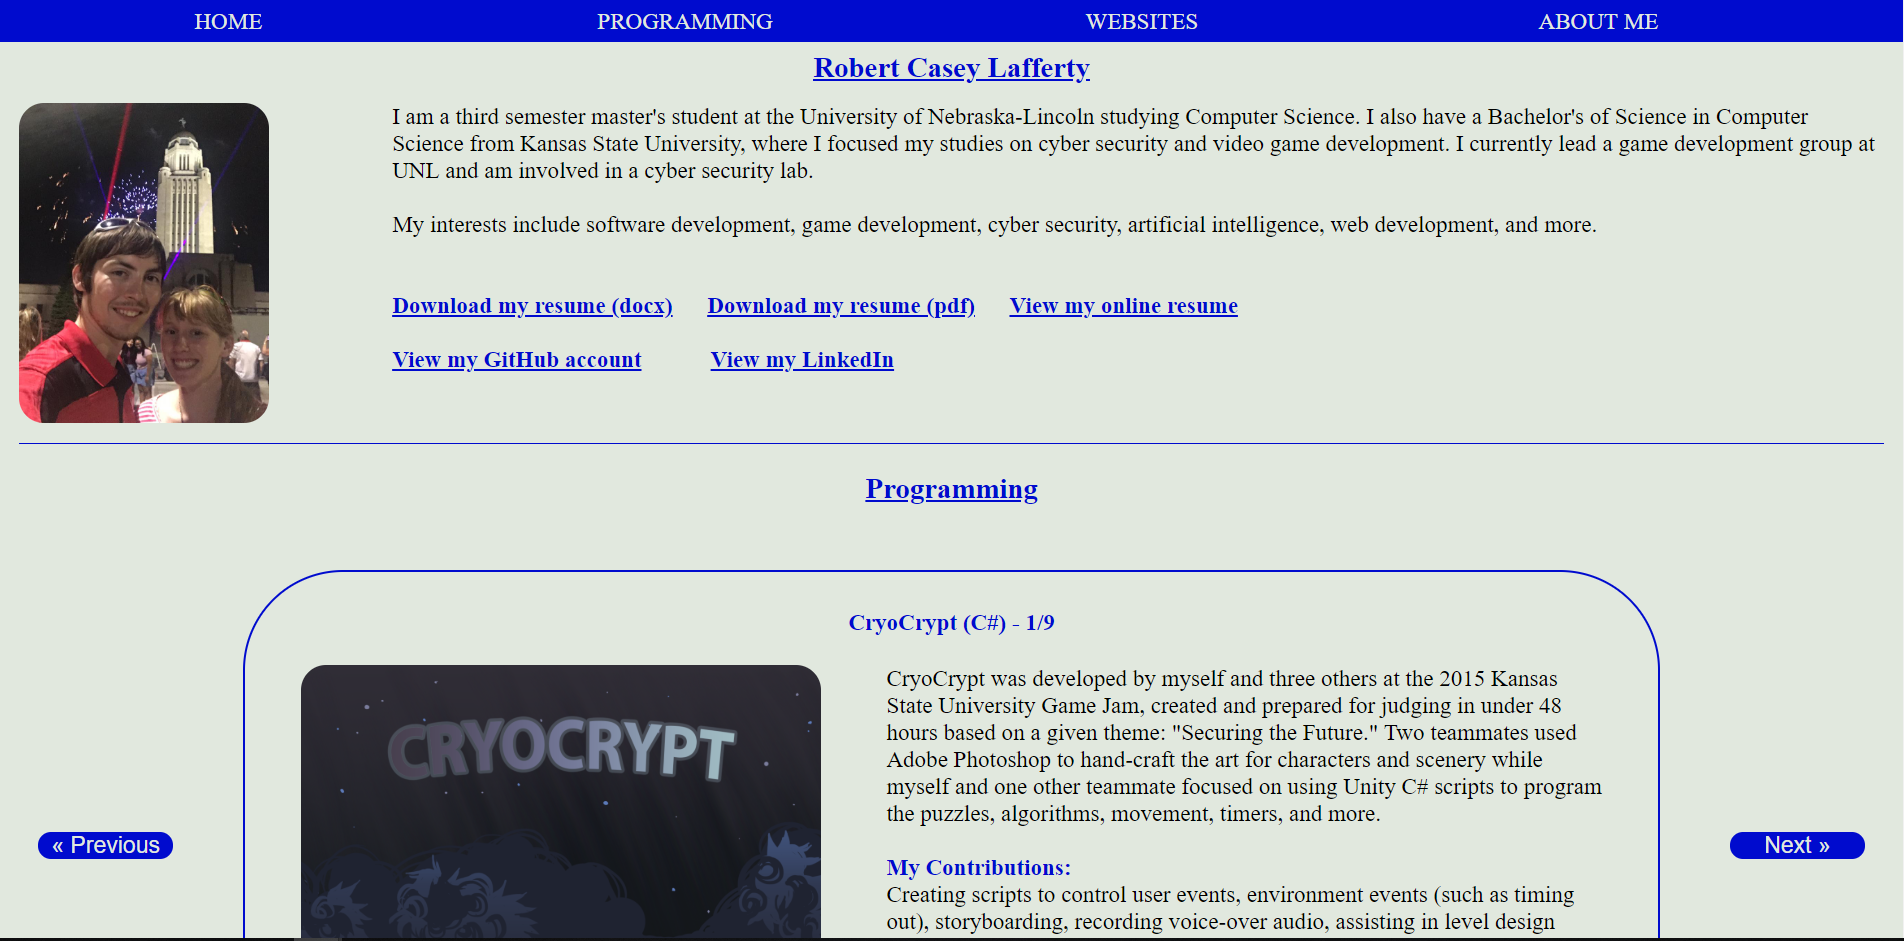 HOME PROGRAMMING WEBSITES ABOUT ME
Robert Casey Lafferty
I am a third semester master's student at the University of Nebraska-Lincoln studying Computer Science. I also have a Bachelor's of Science in Computer
Science from Kansas State University, where I focused my studies on cyber security and video game development. I currently lead a game development group at
UNL and am involved in a cyber security lab.
My interests include software development, game development, cyber security, artificial intelligence, web development, and more.
Download my resume (docx) Download my resume (pdf) View my online resume
View my GitHub account View my LinkedIn
Programming
CryoCrypt (C#) - 1/9
CRYOCRYPT
CryoCrypt was developed by myself and three others at the 2015 Kansas
State University Game Jam, created and prepared for judging in under 48
hours based on a given theme: "Securing the Future." Two teammates used
Adobe Photoshop to hand-craft the art for characters and scenery while
myself and one other teammate focused on using Unity C# scripts to program
the puzzles, algorithms, movement, timers, and more.
« Previous
Next »
My Contributions:
Creating scripts to control user events, environment events (such as timing
out), storyboarding, recording voice-over audio, assisting in level design